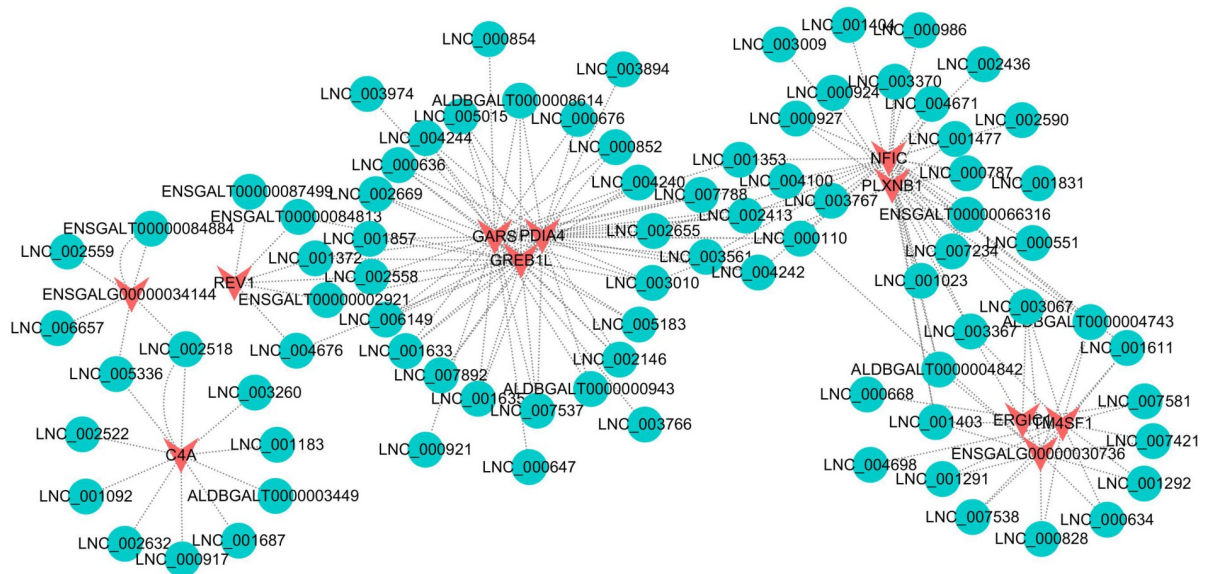 LNC_000854
LNC_003894
LNC_003974
ALDBGALT0000008614
LNC_005015
LNC_000676
LNC_004244
LNC_000852
LNC_000636
LNC_002669
LNC_004240
LNC_007788
LNC_001353
LNC_004100
LNC_003767
LNC_002413
LNC_002655
LNC_000110
LNC_003561
LNC_004242
LNC_003010
LNC_001404
LNC_000986
LNC_003009
LNC_002436
LNC_003370
LNC_000924
LNC_004671
LNC_000927
LNC_002590
LNC_001477
NFIC
PLXNB1
LNC_000787
LNC_001831
ENSGALT00000066316
LNC_000551
LNC_007234
LNC_001023
LNC_003067
LNC_003367
ALDBGALT0000004743
LNC_001611
ALDBGALT0000004842
LNC_000668
LNC_007581
ERGIC1
TM4SF1
LNC_001403
LNC_007421
ENSGALG00000030736
LNC_004698
LNC_001291
LNC_001292
LNC_007538
LNC_000634
LNC_000828
ENSGALT00000087499
ENSGALT00000084813
ENSGALT00000084884
LNC_002559
LNC_001857
LNC_001372
LNC_002558
REV1
ENSGALG00000034144
ENSGALT00000002921
GARS
PDIA4
GREB1L
LNC_006657
LNC_006149
LNC_004676
LNC_002518
LNC_005336
LNC_001633
LNC_007892
LNC_001635
LNC_005183
LNC_002146
ALDBGALT0000000943
LNC_007537
LNC_003766
LNC_000921
LNC_000647
LNC_003260
LNC_002522
LNC_001183
C4A
LNC_001092
ALDBGALT0000003449
LNC_002632
LNC_001687
LNC_000917